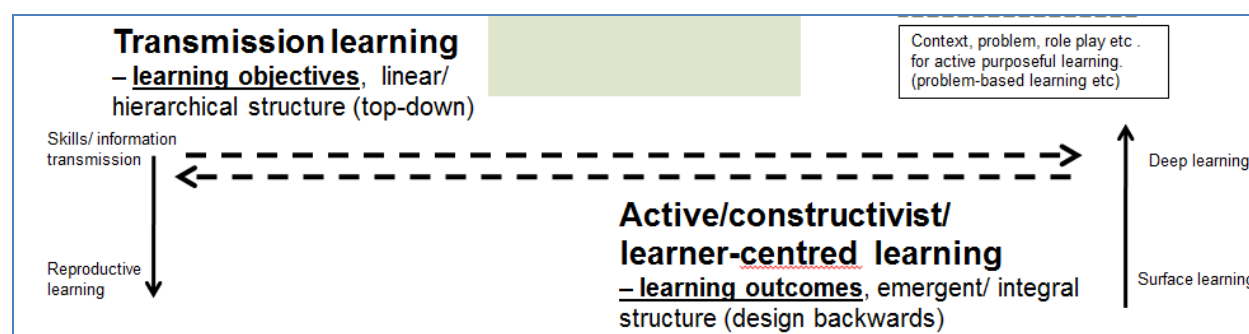 Transmission learning
– learning objectives, linear/
hierarchical structure (top-down)
Context, problem, role play etc .
for active purposeful learning.
(problem-based learning etc)
Skills/ information
transmission
Deep learning
Active/constructivist/
learner-centred learning
– learning outcomes, emergent/ integral
structure (design backwards)
Reproductive
learning
Surface learning